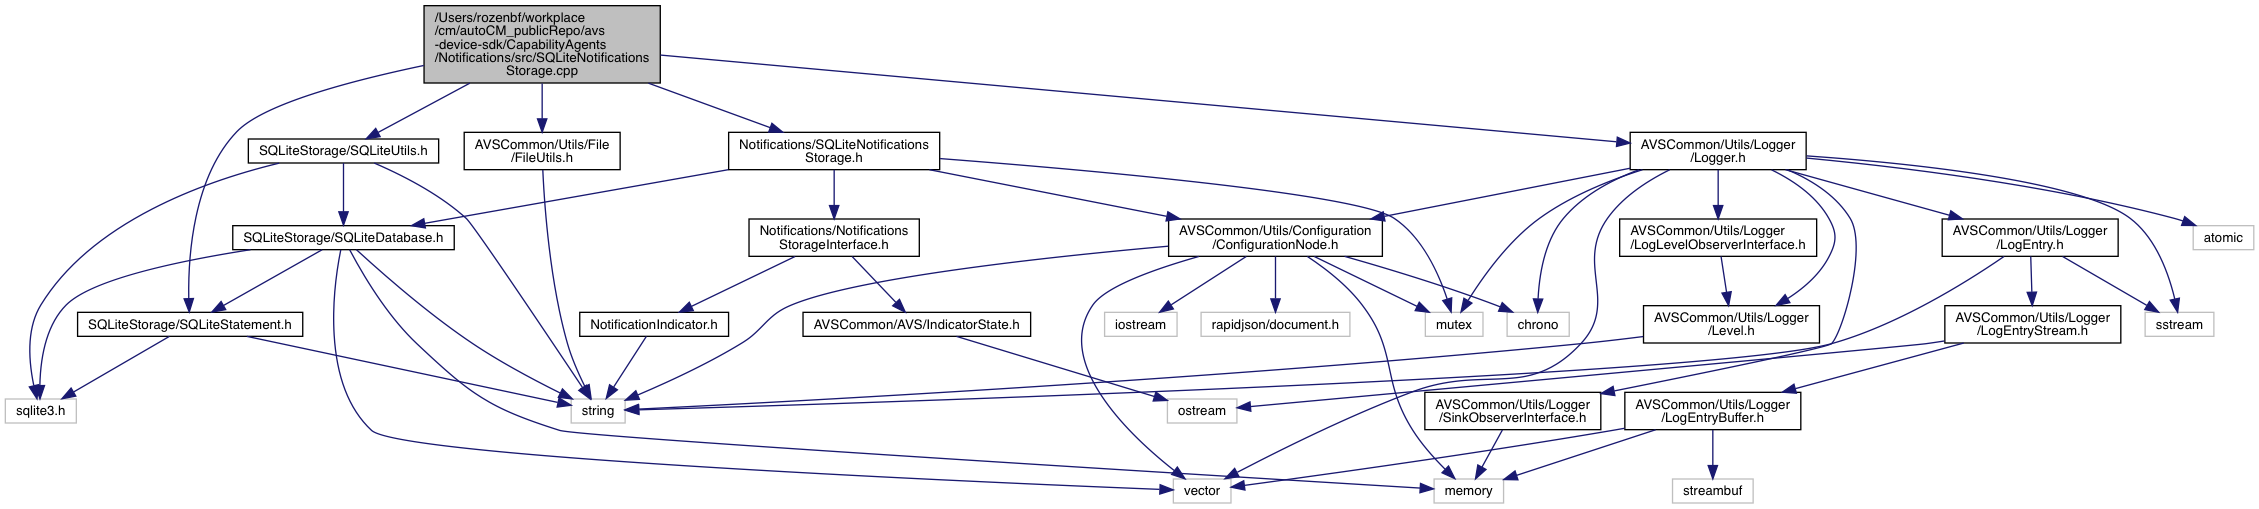 /Users/rozenbf/workplace
/cm/autoCM_publicRepo/avs
-device-sdk/CapabilityAgents
/Notifications/src/SQLiteNotifications
Storage.cpp
SQLiteStorage/SQLiteUtils.h
AVSCommon/Utils/File
/FileUtils.h
Notifications/SQLiteNotifications
Storage.h
AVSCommon/Utils/Logger
/Logger.h
SQLiteStorage/SQLiteDatabase.h
Notifications/Notifications
StorageInterface.h
AVSCommon/Utils/Configuration
/ConfigurationNode.h
AVSCommon/Utils/Logger
/LogLevelObserverInterface.h
AVSCommon/Utils/Logger
/LogEntry.h
atomic
SQLiteStorage/SQLiteStatement.h
NotificationIndicator.h
AVSCommon/AVS/IndicatorState.h
iostream
rapidjson/document.h
mutex
chrono
AVSCommon/Utils/Logger
/Level.h
AVSCommon/Utils/Logger
/LogEntryStream.h
sstream
sqlite3.h
string
ostream
AVSCommon/Utils/Logger
/SinkObserverInterface.h
AVSCommon/Utils/Logger
/LogEntryBuffer.h
vector
memory
streambuf